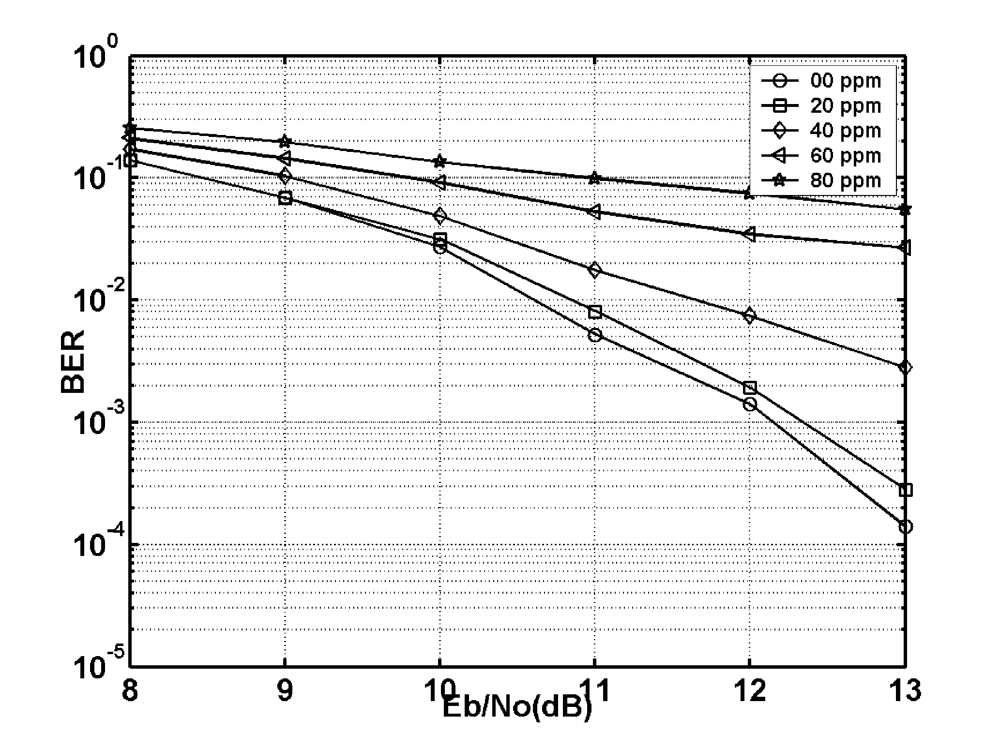 10^0
10^-1
10^-2
10^-3
10^-4
10^-5
BER
8 9 10 11 12 13
Eb/No(dB)
00 ppm
20 ppm
40 ppm
60 ppm
80 ppm